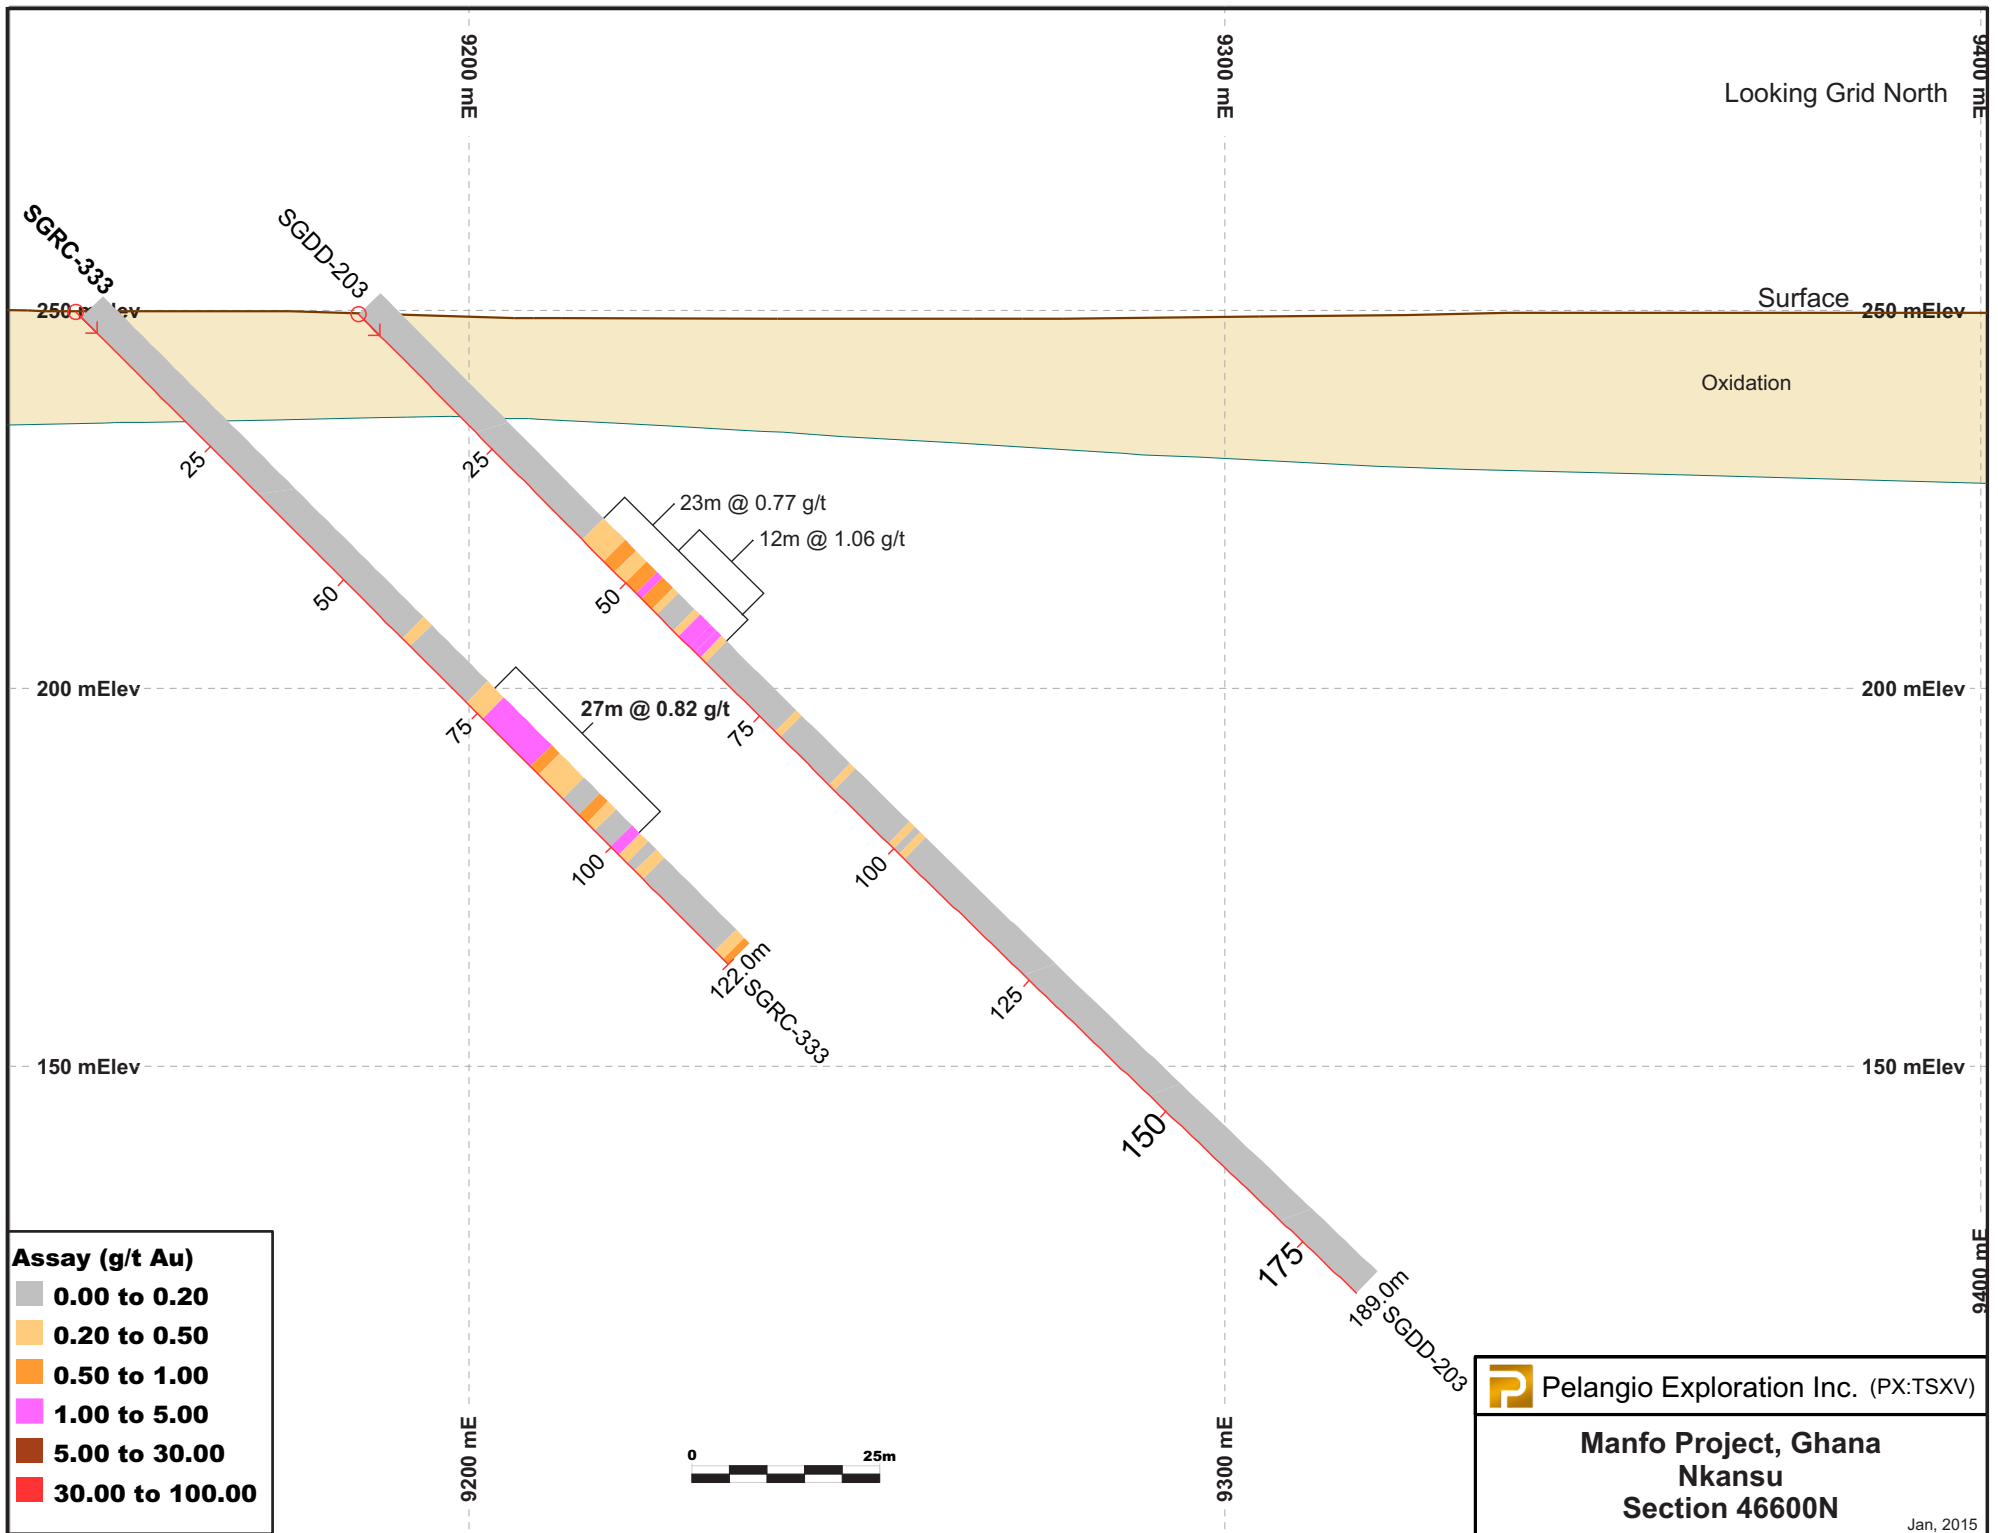 9200 mE
9300 mE
9400 mE
Looking Grid North
SGRC-333
SGDD-203
Surface
250 mElev
250 mElev
Oxidation
25
25
23m @ 0.77 g/t
12m @ 1.06 g/t
50
50
200 mElev
200 mElev
27m @ 0.82 g/t
75
75
100
100
122.0m
SGRC-333
125
150 mElev
150 mElev
150
175
189.0m
SGDD-203
9400 mE
Assay (g/t Au)
0.00 to 0.20
0.20 to 0.50
0.50 to 1.00
1.00 to 5.00
5.00 to 30.00
30.00 to 100.00
9200 mE
0 25m
9300 mE
Pelangio Exploration Inc. (PX:TSXV)
Manfo Project, Ghana
Nkansu
Section 46600N
Jan, 2015